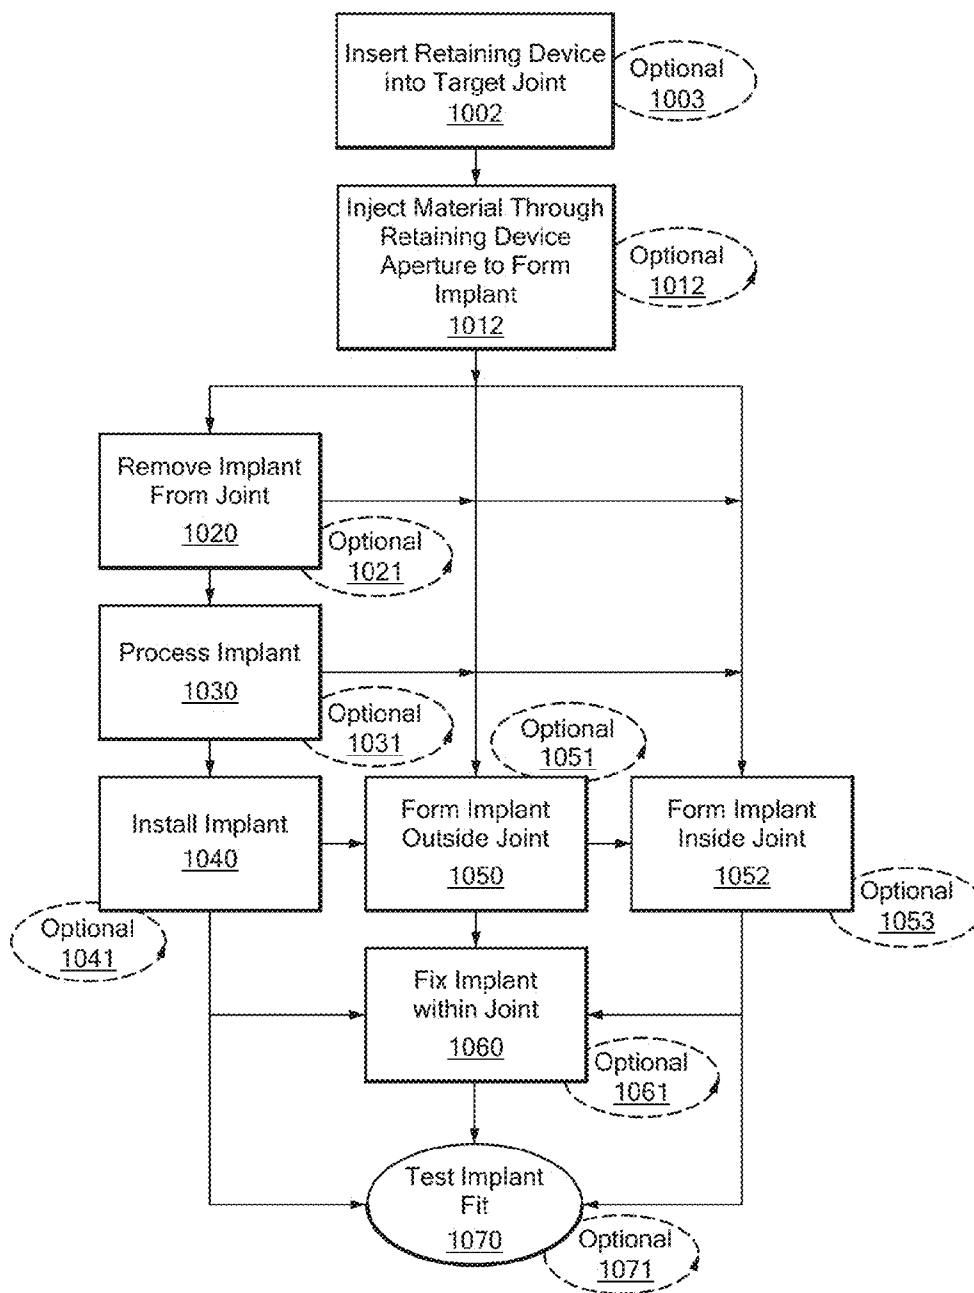 Insert Retaining Device
into Target Joint
1002
Optional
1003
Inject Material Through
Retaining Device
Aperture to Form
Implant
1012
Optional
1012
Remove Implant
From Joint
1020
Optional
1021
Process Implant
1030
Optional
1031
Optional
1051
Install Implant
1040
Form Implant
Outside Joint
1050
Form Implant
Inside Joint
1052
Optional
1041
Optional
1053
Fix Implant
within Joint
1060
Optional
1061
Test Implant
Fit
1070
Optional
1071